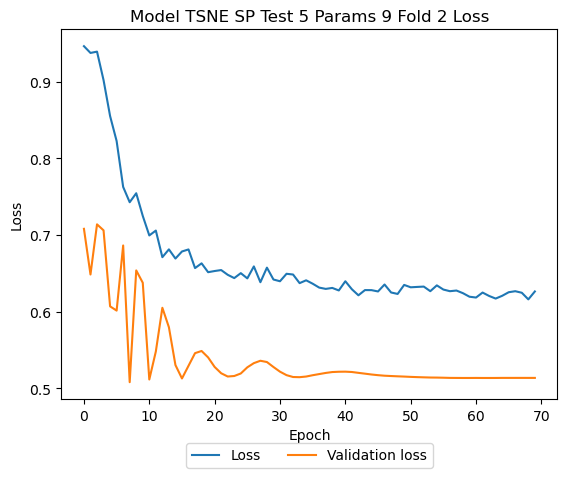 Model TSNE SP Test 5 Params 9 Fold 2 Loss
Loss
0.9
0.8
0.7
0.6
0.5
0 10 20 30 40 50 60 70
Epoch
Loss Validation loss